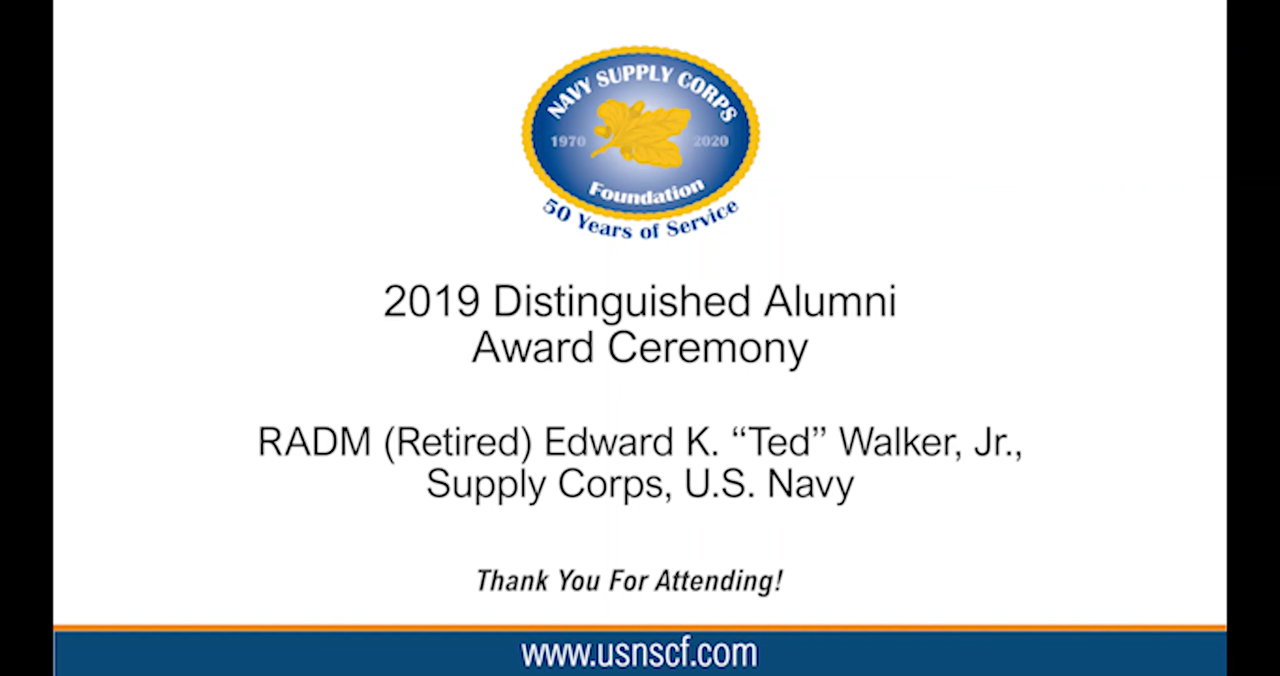 NAVY SUPPLY CORPS
1970 2020
Foundation
50 Years of Service
2019 Distinguished Alumni
Award Ceremony
RADM (Retired) Edward K. “Ted” Walker, Jr.,
Supply Corps, U.S. Navy
Thank You For Attending!
www.usnscf.com